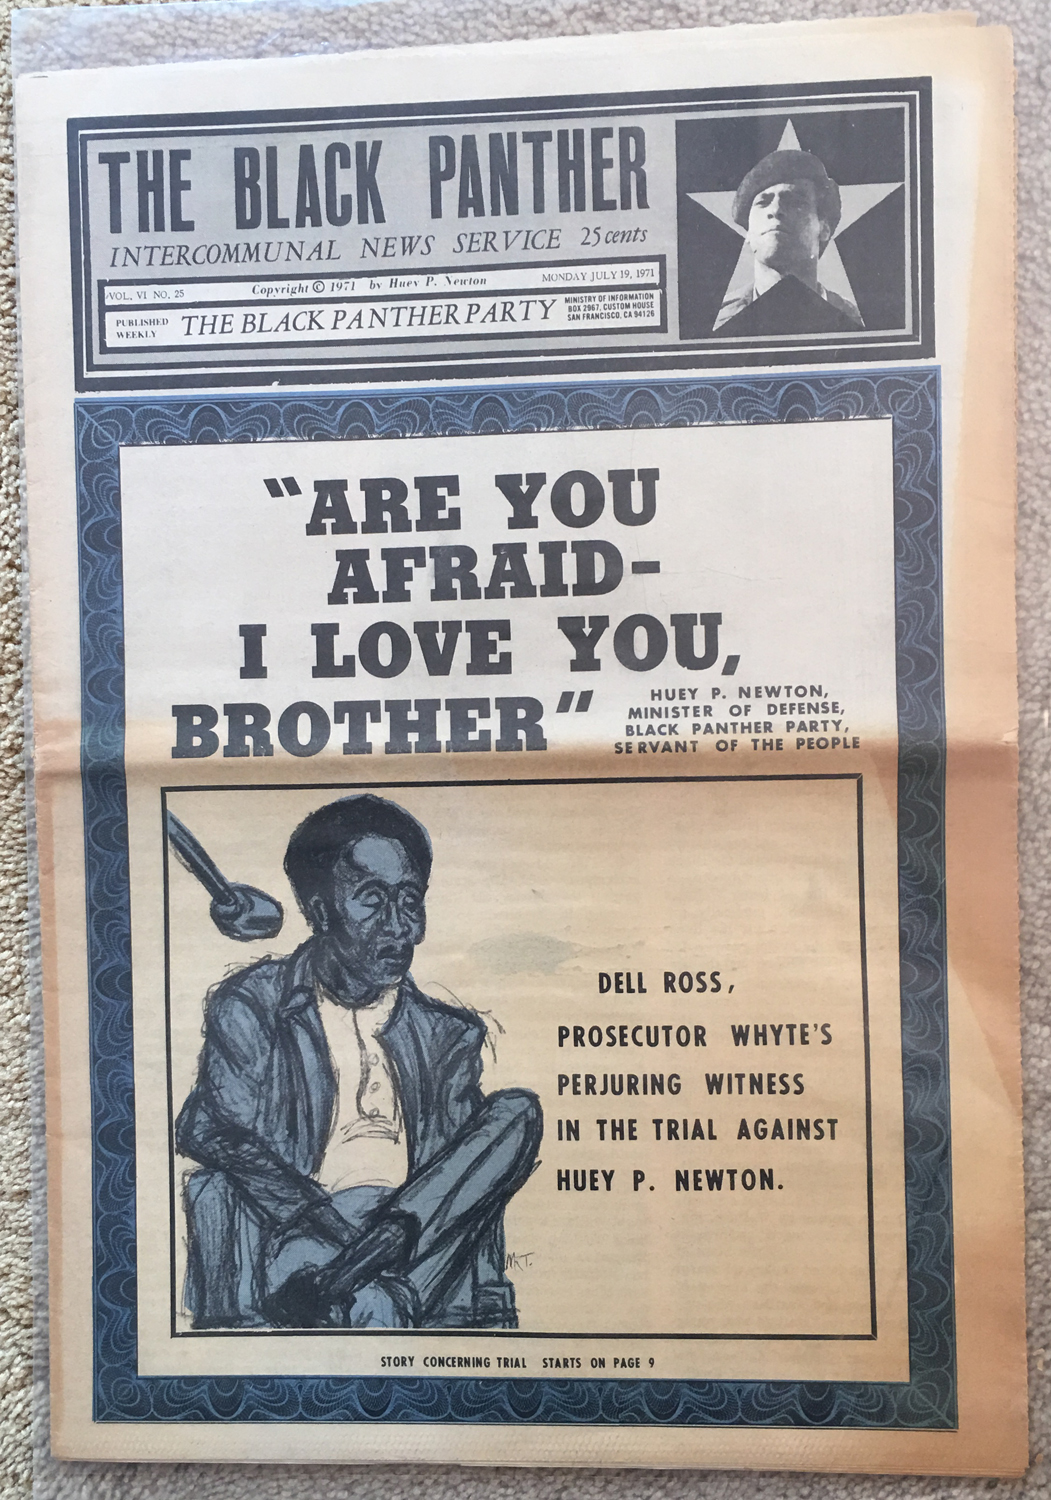 THE BLACK PANTHER
INTERCOMMUNAL NEWS SERVICE 25 cents
VOL. VI NO. 25 Copyright © 1971 by Huey P. Newton MONDAY JULY 19, 1971
PUBLISHED
WEEKLY
THE BLACK PANTHER PARTY
MINISTRY OF INFORMATION
BOX 2967, CUSTOM HOUSE
SAN FRANCISCO, CA 94126
"ARE YOU
AFRAID-
I LOVE YOU,
BROTHER"
HUEY P. NEWTON,
MINISTER OF DEFENSE,
BLACK PANTHER PARTY,
SERVANT OF THE PEOPLE
DELL ROSS,
PROSECUTOR WHYTE'S
PERJURING WITNESS
IN THE TRIAL AGAINST
HUEY P. NEWTON.
STORY CONCERNING TRIAL STARTS ON PAGE 9